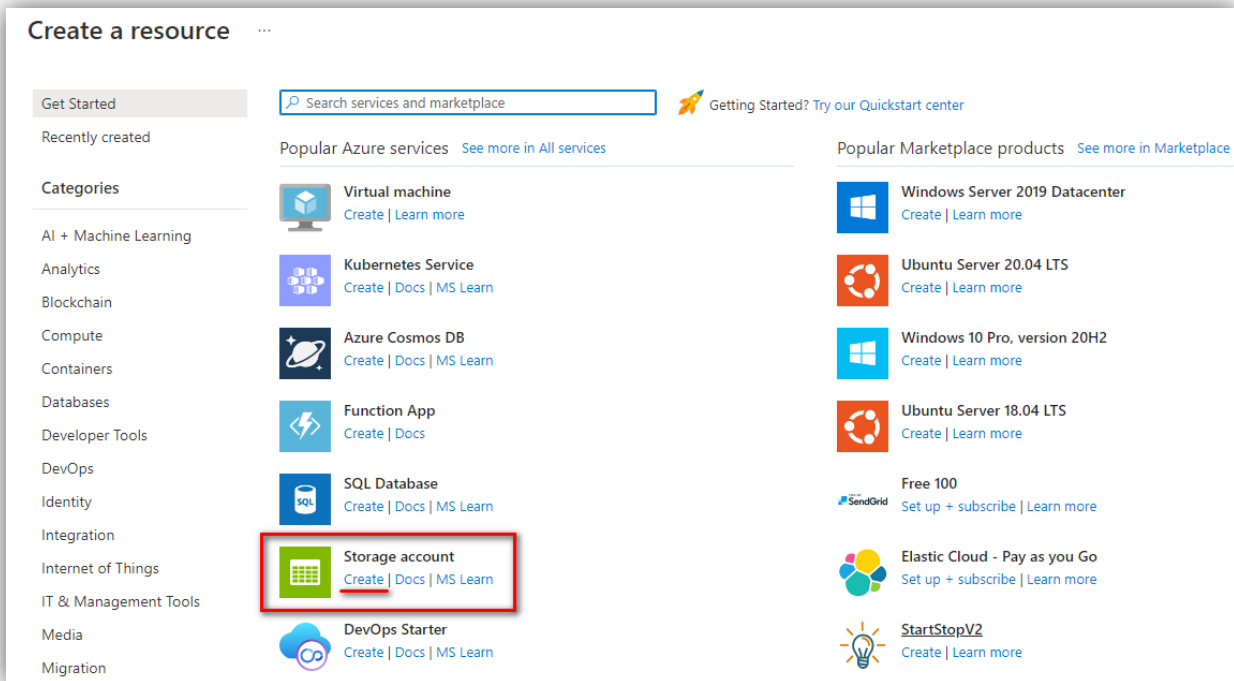 Create a resource ...
Get Started
Recently created
Categories
AI + Machine Learning
Analytics
Blockchain
Compute
Containers
Databases
Developer Tools
DevOps
Identity
Integration
Internet of Things
IT & Management Tools
Media
Migration
Search services and marketplace
Getting Started? Try our Quickstart center
Popular Azure services See more in All services
Virtual machine
Create | Learn more
Kubernetes Service
Create | Docs | MS Learn
Azure Cosmos DB
Create | Docs | MS Learn
Function App
Create | Docs
SQL
SQL Database
Create | Docs | MS Learn
Storage account
Create | Docs | MS Learn
DevOps Starter
Create | Docs | MS Learn
Popular Marketplace products See more in Marketplace
Windows Server 2019 Datacenter
Create | Learn more
Ubuntu Server 20.04 LTS
Create | Learn more
Windows 10 Pro, version 20H2
Create | Learn more
Ubuntu Server 18.04 LTS
Create | Learn more
SendGrid
Free 100
Set up + subscribe | Learn more
Elastic Cloud - Pay as you Go
Set up + subscribe | Learn more
StartStopV2
Create | Learn more